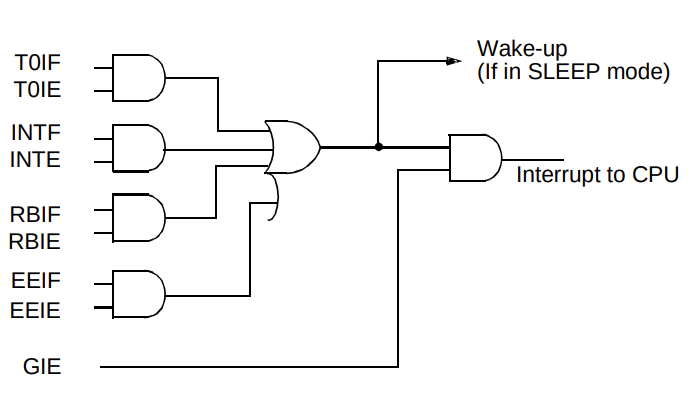 T0IF
T0IE
INTF
INTE
RBIF
RBIE
EEIF
EEIE
GIE
Wake-up
(If in SLEEP mode)
Interrupt to CPU